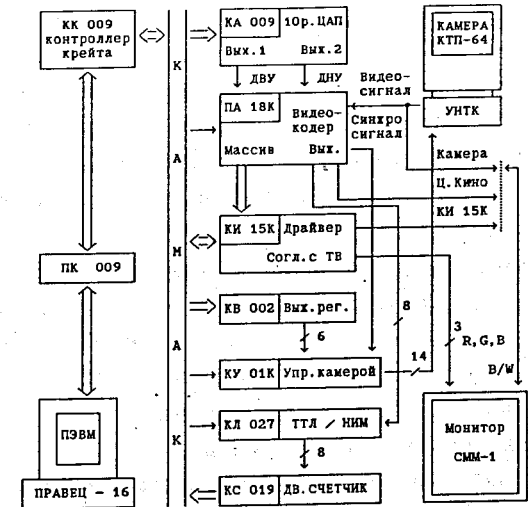 КК 009
контроллер
крейта
К
А
М
А
К
КА 009
10р.ЦАП
Вых.1
Вых.2
ДВУ
ДНУ
Видео-
сигнал
КАМЕРА
КТП-64
УНТК
ПА 18К
Видео-
кодер
Массив
Вых.
Синхро
сигнал
Камера
Ц.Кино
КИ 15К
КИ 15К
Драйвер
Согл.с ТВ
ПК 009
КВ 002
Вых.рег.
6
8
3
R,G,B
B/W
КУ 01К
Упр.камерой
14
КЛ 027
ТТЛ / НИМ
8
КС 019
ДВ.СЧЕТЧИК
ПЭВМ
ПРАВЕЦ - 16
Монитор
СММ-1